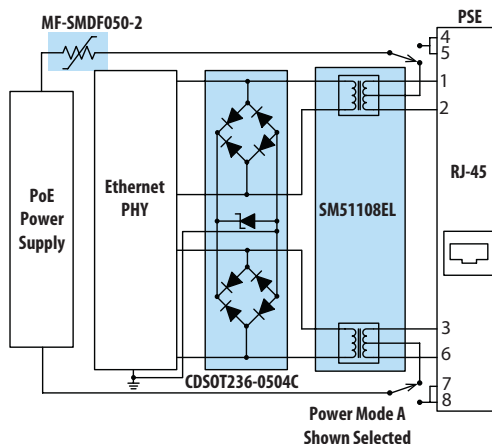 MF-SMDF050-2
PSE
4
5
1
2
PoE
Power
Supply
Ethernet
PHY
SM51108EL
RJ-45
3
6
7
8
CDSOT236-0504C
Power Mode A
Shown Selected